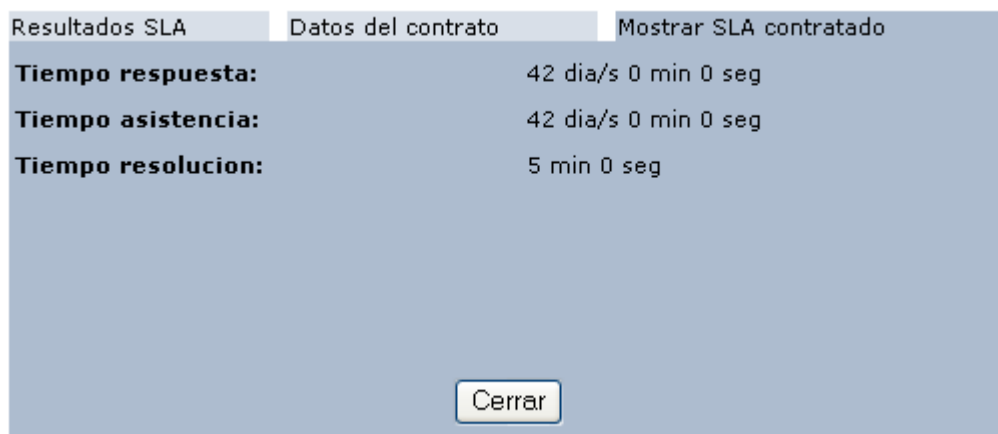 Resultados SLA Datos del contrato Mostrar SLA contratado
Tiempo respuesta: 42 dia/s 0 min 0 seg
Tiempo asistencia: 42 dia/s 0 min 0 seg
Tiempo resolucion: 5 min 0 seg
Cerrar